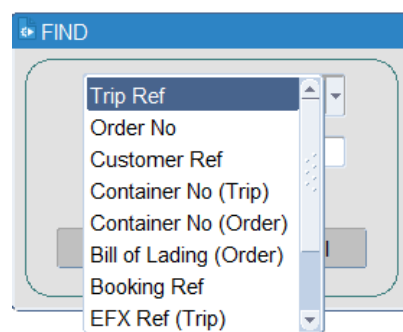 FIND
Trip Ref
Order No
Customer Ref
Container No (Trip)
Container No (Order)
Bill of Lading (Order)
Booking Ref
EFX Ref (Trip)